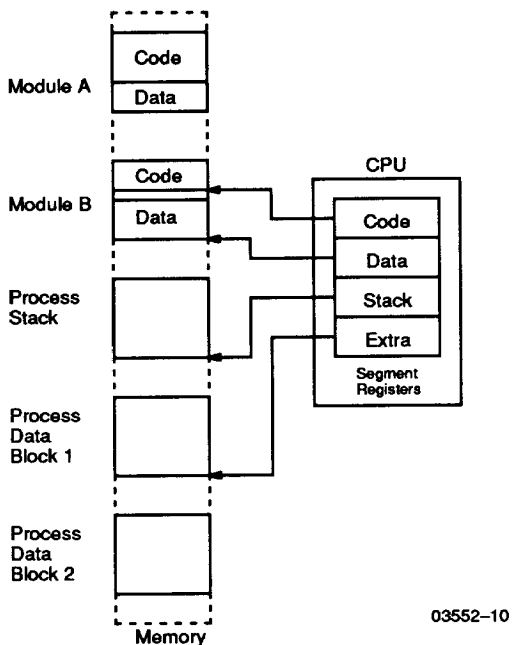 Module A
Code
Data
Module B
Code
Data
Process
Stack
Process
Data
Block 1
Process
Data
Block 2
Memory
CPU
Code
Data
Stack
Extra
Segment
Registers
03552–10